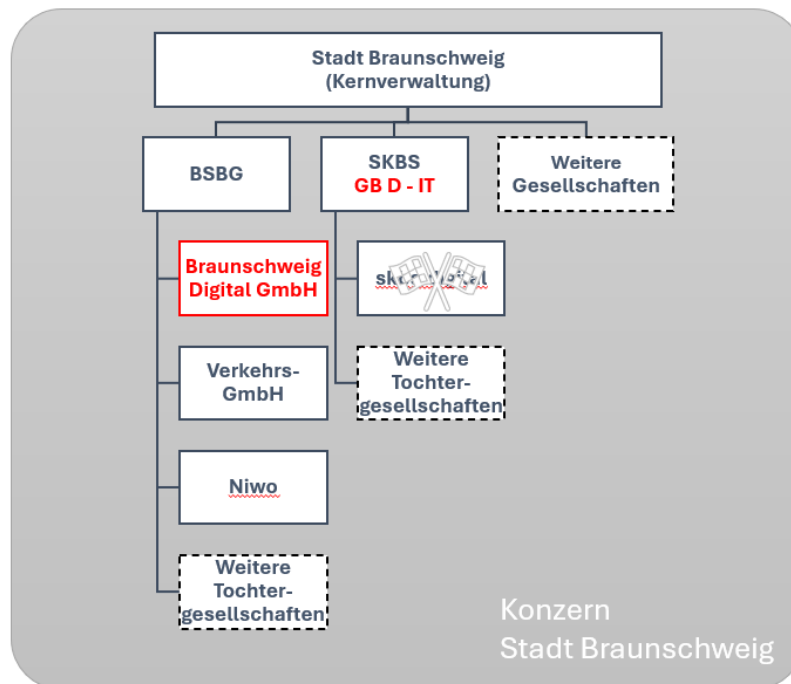 Stadt Braunschweig
(Kernverwaltung)
BSBG
SKBS
GB D - IT
Weitere
Gesellschaften
Braunschweig
Digital GmbH
Verkehrs-
GmbH
Niwo
Weitere
Tochter-
gesellschaften
Weitere
Tochter-
gesellschaften
Konzern
Stadt Braunschweig